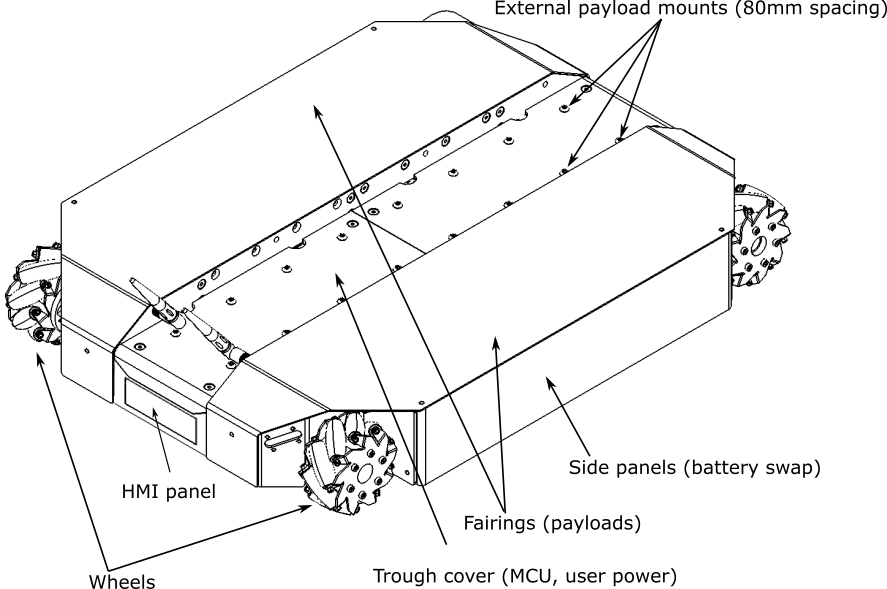 External payload mounts (80mm spacing)
Side panels (battery swap)
HMI panel
Fairings (payloads)
Trough cover (MCU, user power)
Wheels